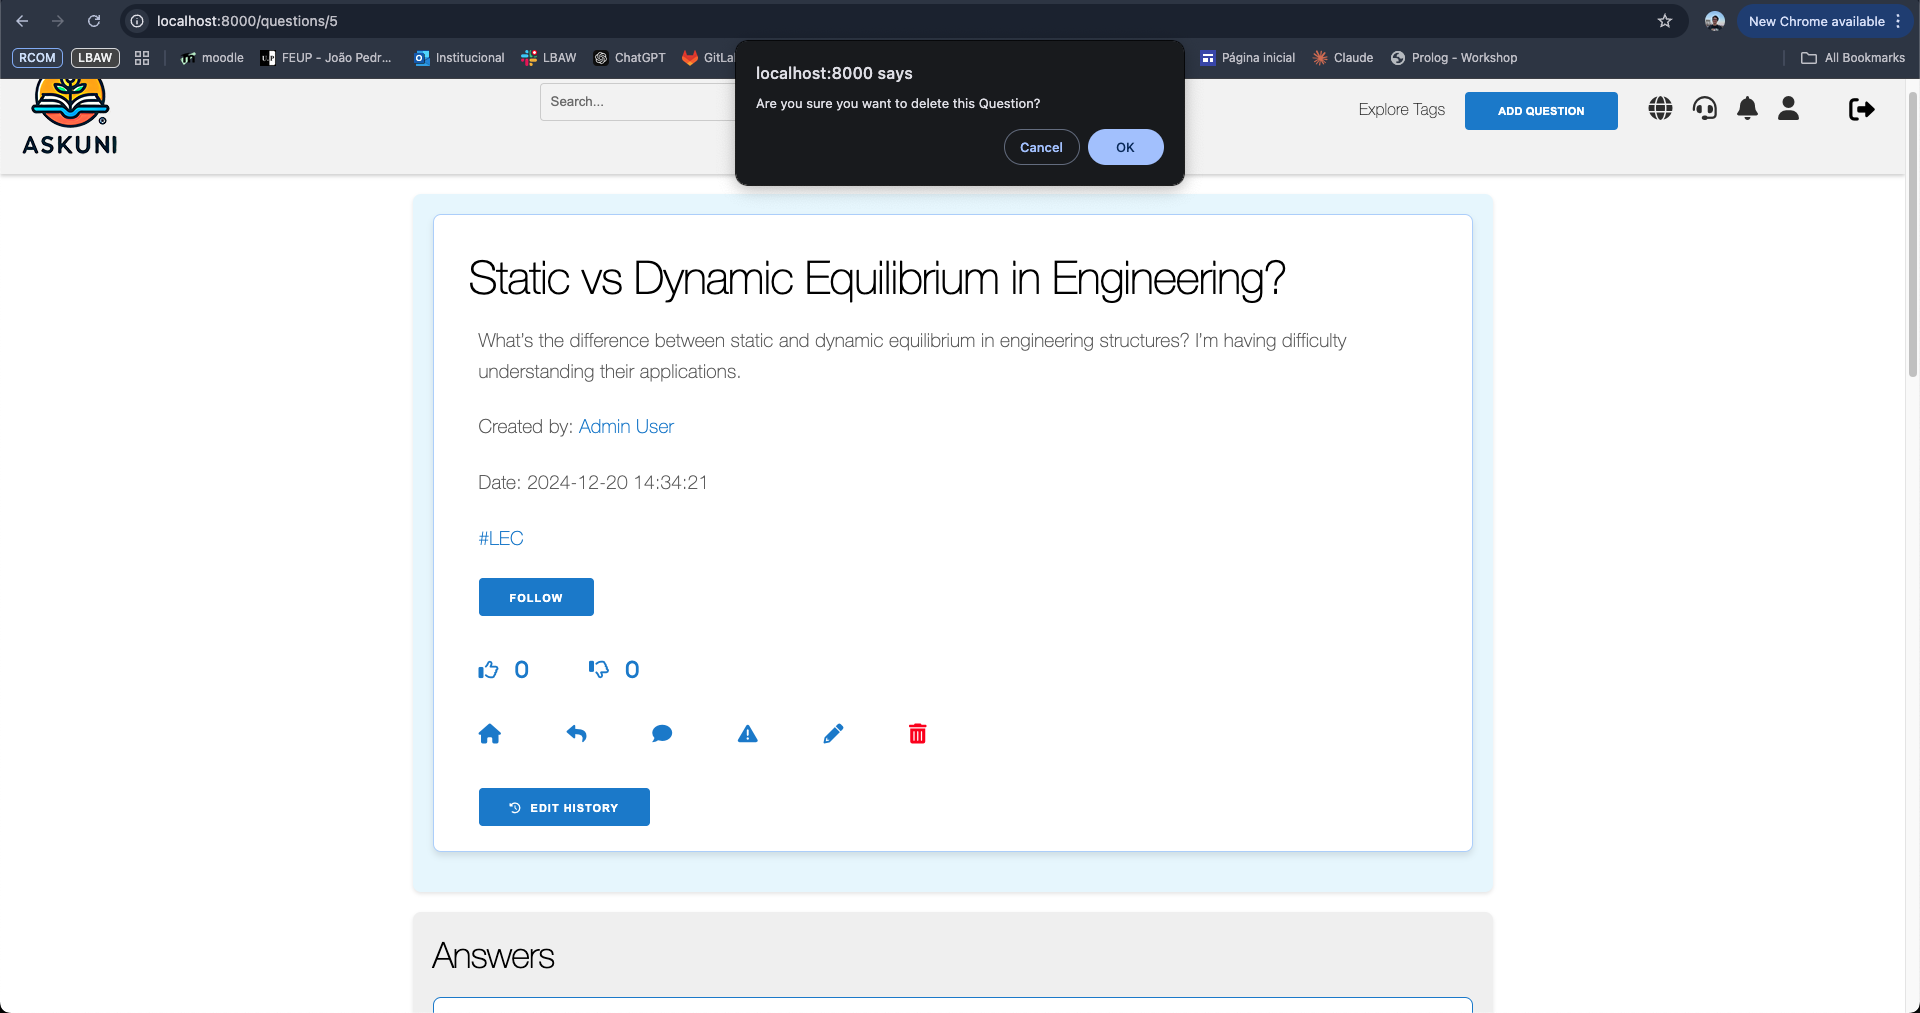 localhost:8000/questions/5
New Chrome available
RCOM
LBAW
moodle
FEUP - João Pedr...
Institucional
LBAW
ChatGPT
Página inicial
Claude
Prolog - Workshop
All Bookmarks
localhost:8000 says
Are you sure you want to delete this Question?
Cancel
OK
ASKUNI
Search...
Explore Tags
ADD QUESTION
Static vs Dynamic Equilibrium in Engineering?
What's the difference between static and dynamic equilibrium in engineering structures? I'm having difficulty
understanding their applications.
Created by: Admin User
Date: 2024-12-20 14:34:21
#LEC
FOLLOW
0
0
EDIT HISTORY
Answers